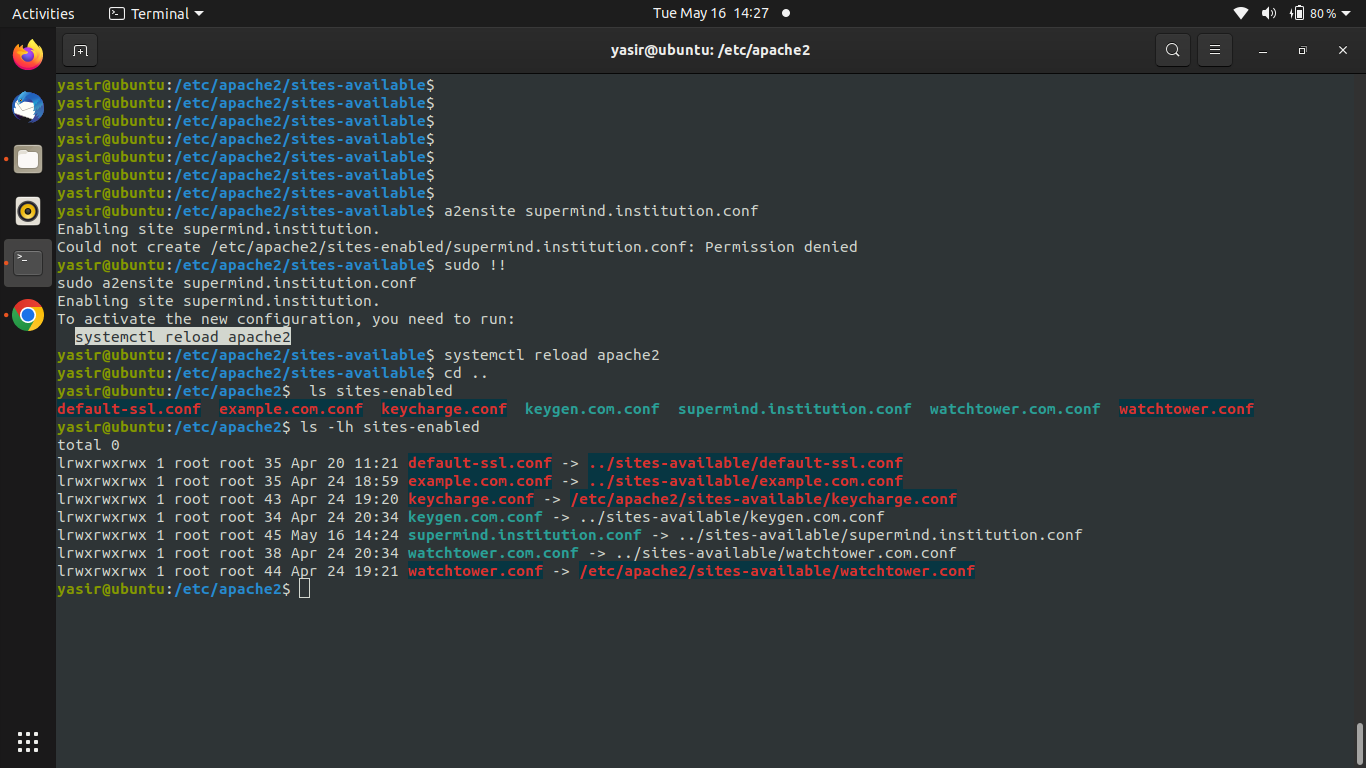 Activities
Terminal
Tue May 16 14:27
80 %
yasir@ubuntu: /etc/apache2
yasir@ubuntu:/etc/apache2/sites-available$
yasir@ubuntu:/etc/apache2/sites-available$
yasir@ubuntu:/etc/apache2/sites-available$
yasir@ubuntu:/etc/apache2/sites-available$
yasir@ubuntu:/etc/apache2/sites-available$
yasir@ubuntu:/etc/apache2/sites-available$
yasir@ubuntu:/etc/apache2/sites-available$
yasir@ubuntu:/etc/apache2/sites-available$ a2ensite supermind.institution.conf
Enabling site supermind.institution.
Could not create /etc/apache2/sites-enabled/supermind.institution.conf: Permission denied
yasir@ubuntu:/etc/apache2/sites-available$ sudo !!
sudo a2ensite supermind.institution.conf
Enabling site supermind.institution.
To activate the new configuration, you need to run:
  systemctl reload apache2
yasir@ubuntu:/etc/apache2/sites-available$ systemctl reload apache2
yasir@ubuntu:/etc/apache2/sites-available$ cd ..
yasir@ubuntu:/etc/apache2$  ls sites-enabled
default-ssl.conf  example.com.conf  keycharge.conf  keygen.com.conf  supermind.institution.conf  watchtower.com.conf  watchtower.conf
yasir@ubuntu:/etc/apache2$ ls -lh sites-enabled
total 0
lrwxrwxrwx 1 root root 35 Apr 20 11:21 default-ssl.conf -> ../sites-available/default-ssl.conf
lrwxrwxrwx 1 root root 35 Apr 24 18:59 example.com.conf -> ../sites-available/example.com.conf
lrwxrwxrwx 1 root root 43 Apr 24 19:20 keycharge.conf -> /etc/apache2/sites-available/keycharge.conf
lrwxrwxrwx 1 root root 34 Apr 24 20:34 keygen.com.conf -> ../sites-available/keygen.com.conf
lrwxrwxrwx 1 root root 45 May 16 14:24 supermind.institution.conf -> ../sites-available/supermind.institution.conf
lrwxrwxrwx 1 root root 38 Apr 24 20:34 watchtower.com.conf -> ../sites-available/watchtower.com.conf
lrwxrwxrwx 1 root root 44 Apr 24 19:21 watchtower.conf -> /etc/apache2/sites-available/watchtower.conf
yasir@ubuntu:/etc/apache2$